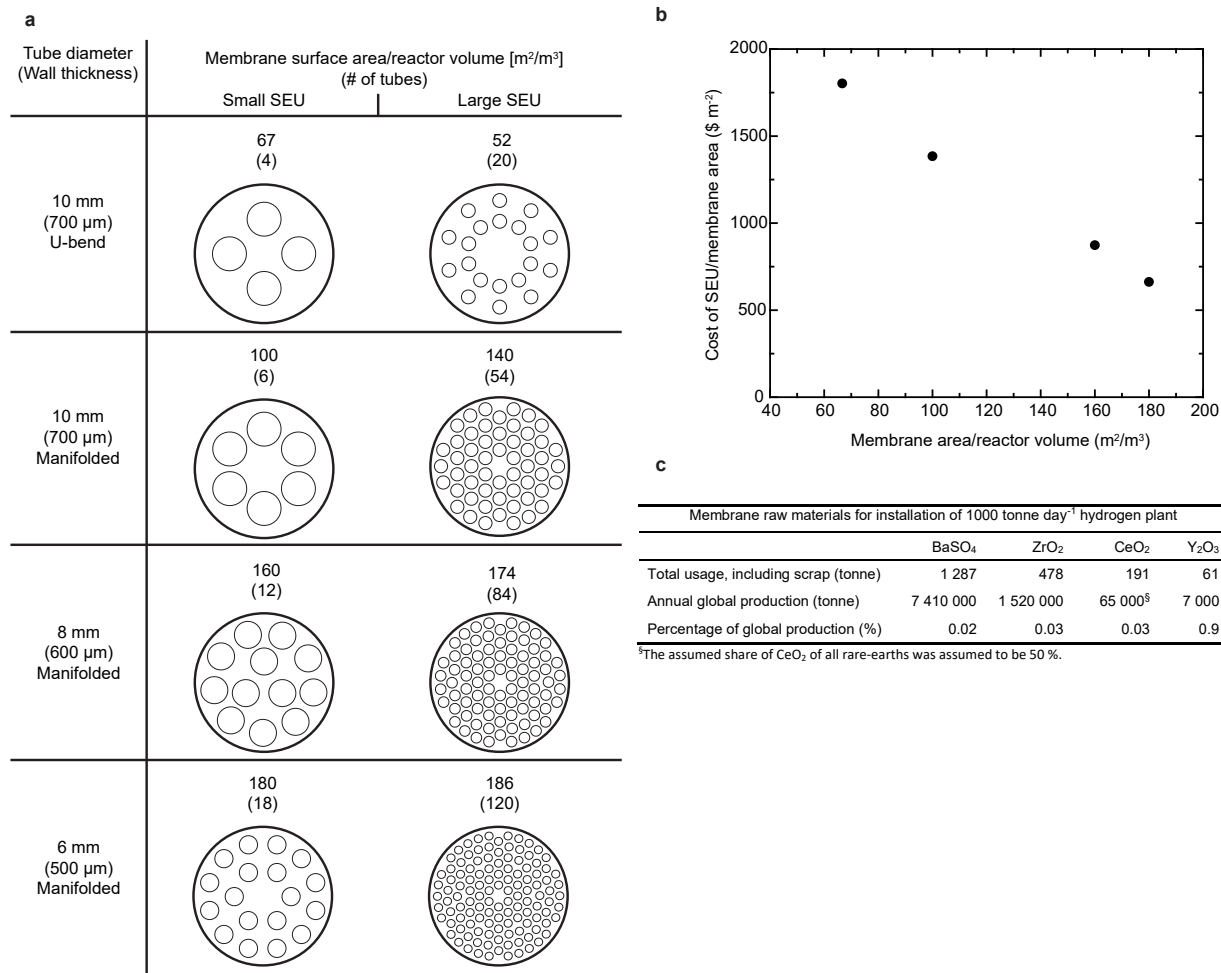 a
Tube diameter
(Wall thickness)
Membrane surface area/reactor volume [m²/m³]
(# of tubes)
Small SEU
Large SEU
10 mm
(700 µm)
U-bend
67
(4)
52
(20)
10 mm
(700 µm)
Manifolded
100
(6)
140
(54)
8 mm
(600 µm)
Manifolded
160
(12)
174
(84)
6 mm
(500 µm)
Manifolded
180
(18)
186
(120)
b
Cost of SEU/membrane area ($ m⁻²)
2000
1500
1000
500
0
40 60 80 100 120 140 160 180 200
Membrane area/reactor volume (m²/m³)
c
Membrane raw materials for installation of 1000 tonne day⁻¹ hydrogen plant
BaSO₄ ZrO₂ CeO₂ Y₂O₃
Total usage, including scrap (tonne) 1 287 478 191 61
Annual global production (tonne) 7 410 000 1 520 000 65 000§ 7 000
Percentage of global production (%) 0.02 0.03 0.03 0.9
§The assumed share of CeO₂ of all rare-earths was assumed to be 50 %.